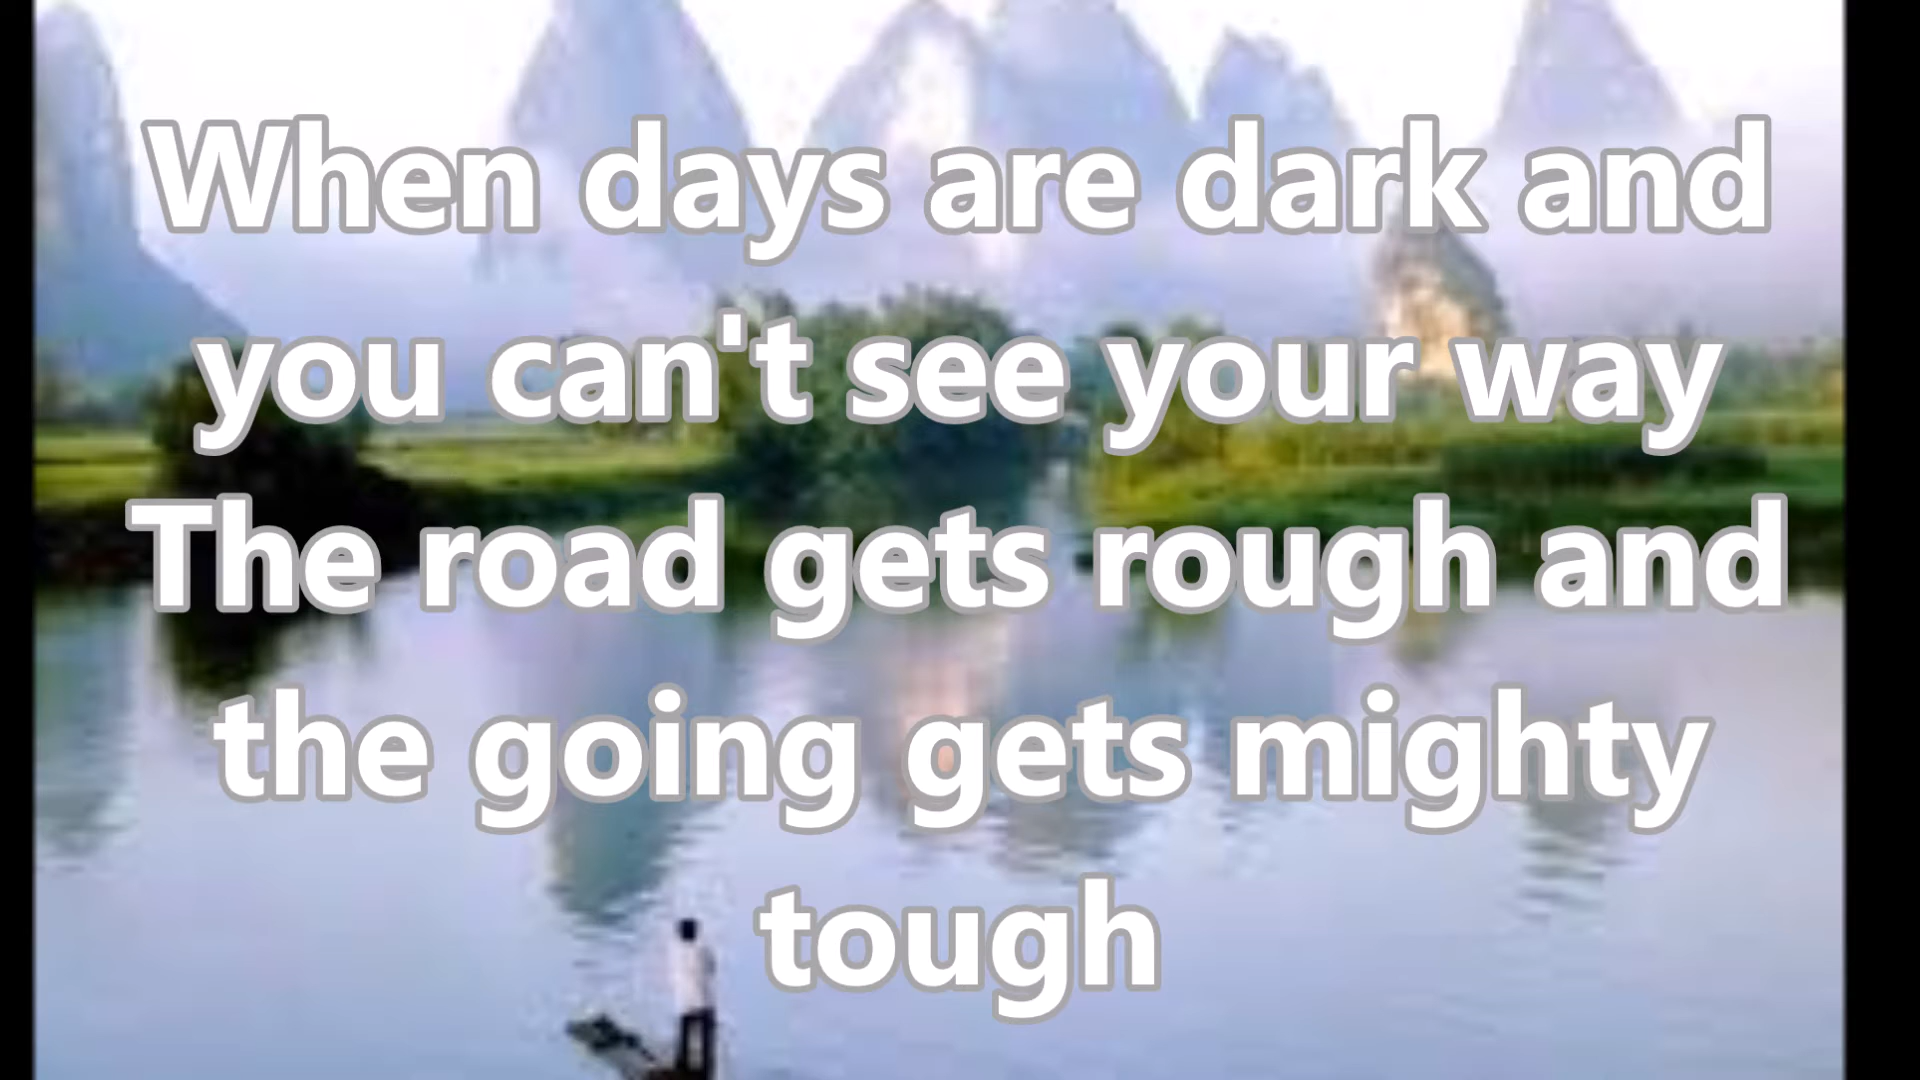 When days are dark and
you can't see your way
The road gets rough and
the going gets mighty
tough